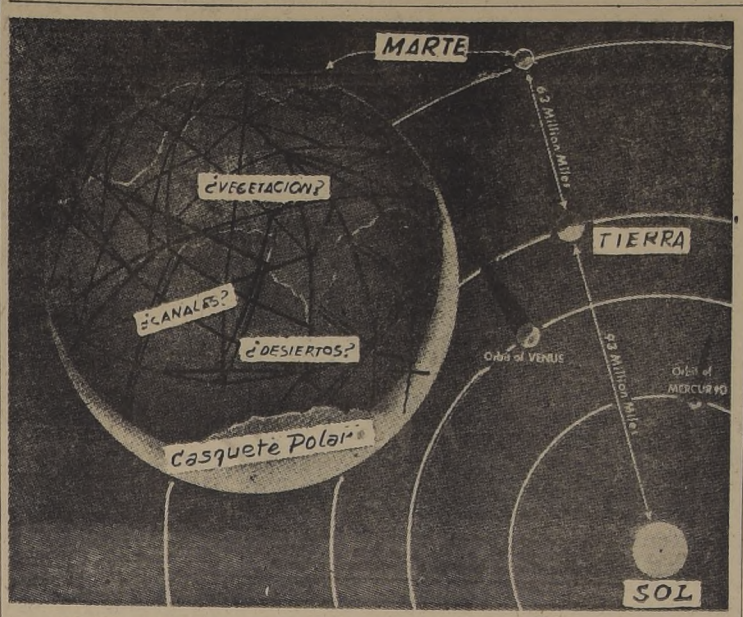 MARTE
63 Million Miles
¿VEGETACION?
TIERRA
¿CANALES?
¿DESIERTOS?
Orbit of VENUS
93 Million Miles
Orbit of
MERCURYO
Casquete Polar
SOL